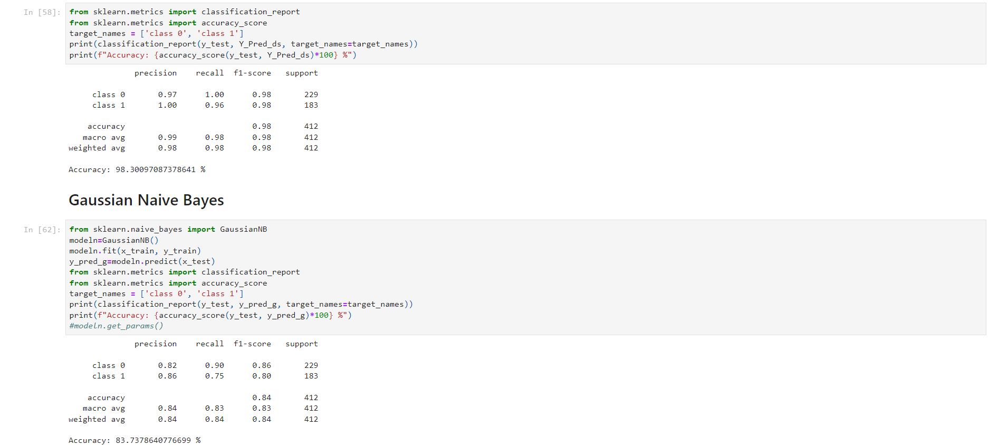 In [58]:
from sklearn.metrics import classification_report
from sklearn.metrics import accuracy_score
target_names = ['class 0', 'class 1']
print(classification_report(y_test, Y_Pred_ds, target_names=target_names))
print(f"Accuracy: {accuracy_score(y_test, Y_Pred_ds)*100} %")
precision recall f1-score support
class 0 0.97 1.00 0.98 229
class 1 1.00 0.96 0.98 183
accuracy 0.98 412
macro avg 0.99 0.98 0.98 412
weighted avg 0.98 0.98 0.98 412
Accuracy: 98.30097087378641 %
Gaussian Naive Bayes
In [62]:
from sklearn.naive_bayes import GaussianNB
modeln=GaussianNB()
modeln.fit(x_train, y_train)
y_pred_g=modeln.predict(x_test)
from sklearn.metrics import classification_report
from sklearn.metrics import accuracy_score
target_names = ['class 0', 'class 1']
print(classification_report(y_test, y_pred_g, target_names=target_names))
print(f"Accuracy: {accuracy_score(y_test, y_pred_g)*100} %")
#modeln.get_params()
precision recall f1-score support
class 0 0.82 0.90 0.86 229
class 1 0.86 0.75 0.80 183
accuracy 0.84 412
macro avg 0.84 0.83 0.83 412
weighted avg 0.84 0.84 0.84 412
Accuracy: 83.7378640776699 %